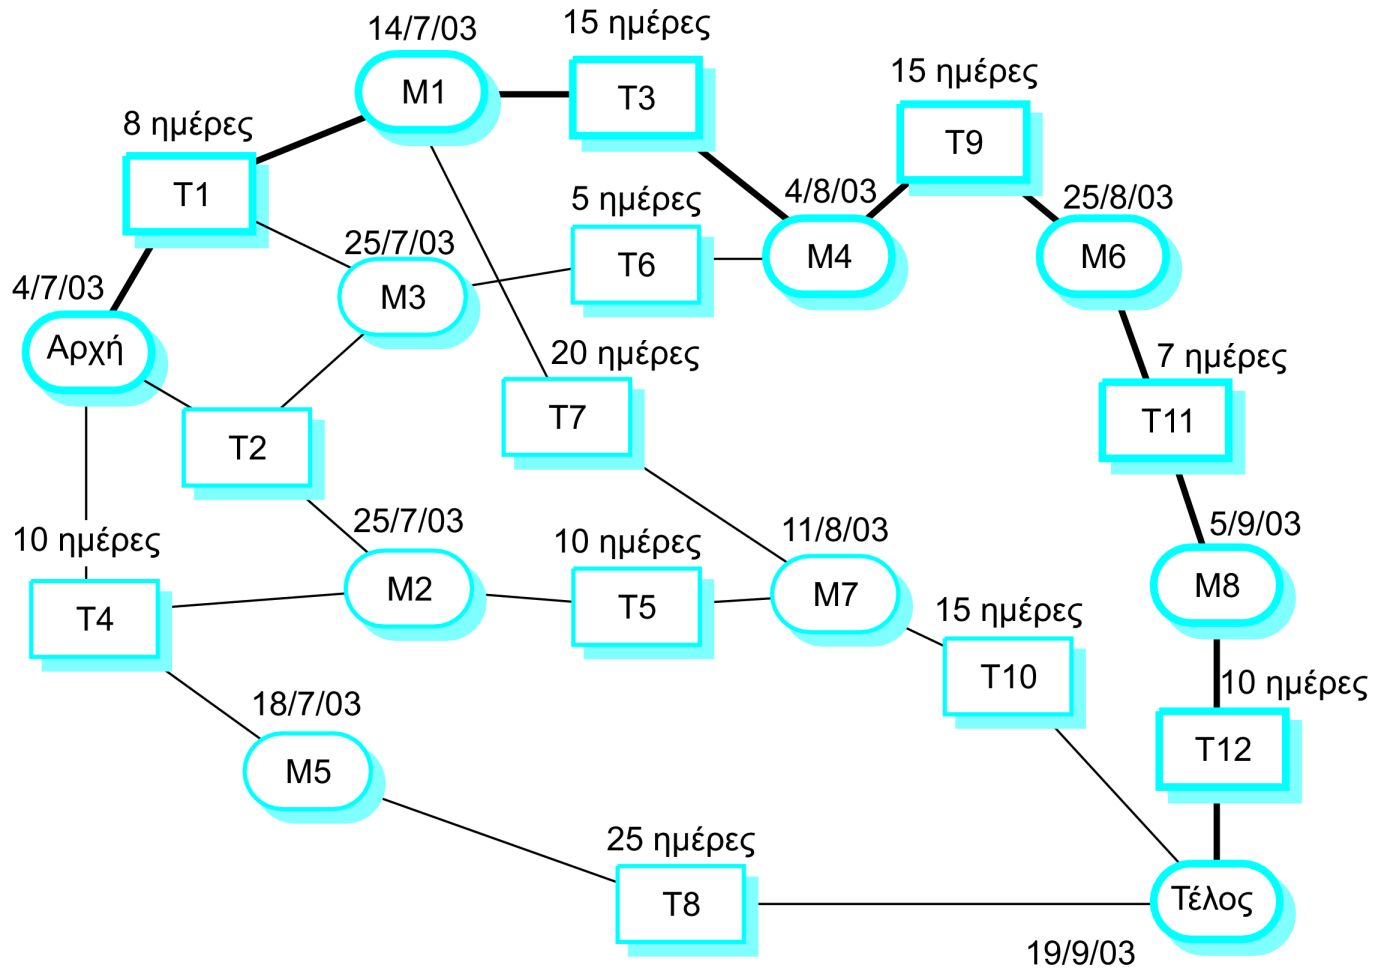 14/7/03
15 ημέρες
M1
T3
15 ημέρες
8 ημέρες
T9
T1
5 ημέρες
4/8/03
25/8/03
25/7/03
T6
M4
M6
4/7/03
M3
Αρχή
20 ημέρες
7 ημέρες
T7
T11
T2
25/7/03
11/8/03
5/9/03
10 ημέρες
10 ημέρες
M2
T5
M7
M8
T4
15 ημέρες
T10
10 ημέρες
18/7/03
T12
M5
25 ημέρες
T8
Τέλος
19/9/03